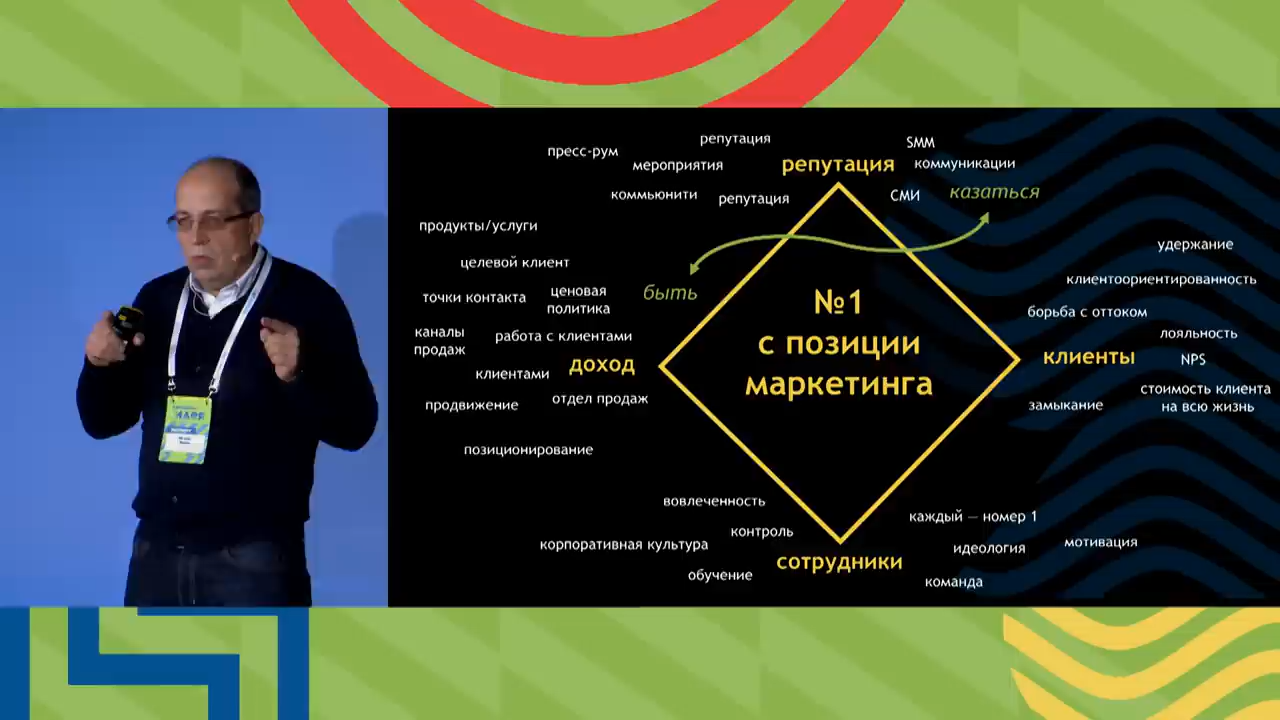 репутация
SMM
пресс-рум
мероприятия
репутация
коммуникации
коммьюнити
репутация
СМИ
казаться
продукты/услуги
удержание
целевой клиент
клиентоориентированность
точки контакта
ценовая
политика
быть
№1
с позиции
маркетинга
борьба с оттоком
каналы
продаж
работа с клиентами
лояльность
доход
клиенты
NPS
клиентами
стоимость клиента
на всю жизнь
продвижение
отдел продаж
замыкание
позиционирование
вовлеченность
каждый — номер 1
контроль
корпоративная культура
идеология
мотивация
сотрудники
обучение
команда